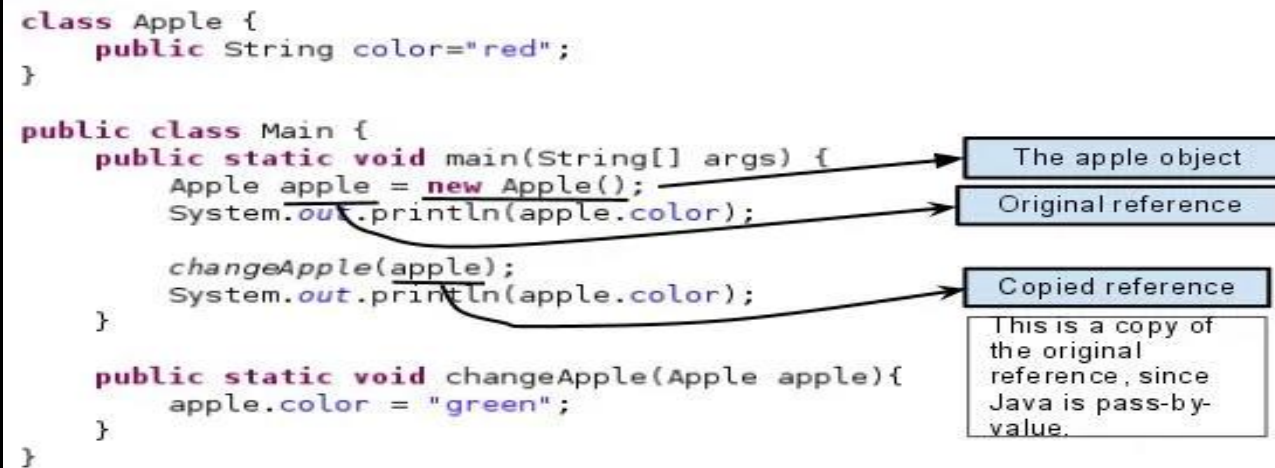 class Apple {
public String color="red";
}
public class Main {
public static void main(String[] args) {
Apple apple = new Apple();
System.out.println(apple.color);
changeApple(apple);
System.out.println(apple.color);
}
public static void changeApple(Apple apple){
apple.color = "green";
}
}
The apple object
Original reference
Copied reference
This is a copy of
the original
reference, since
Java is pass-by-
value.